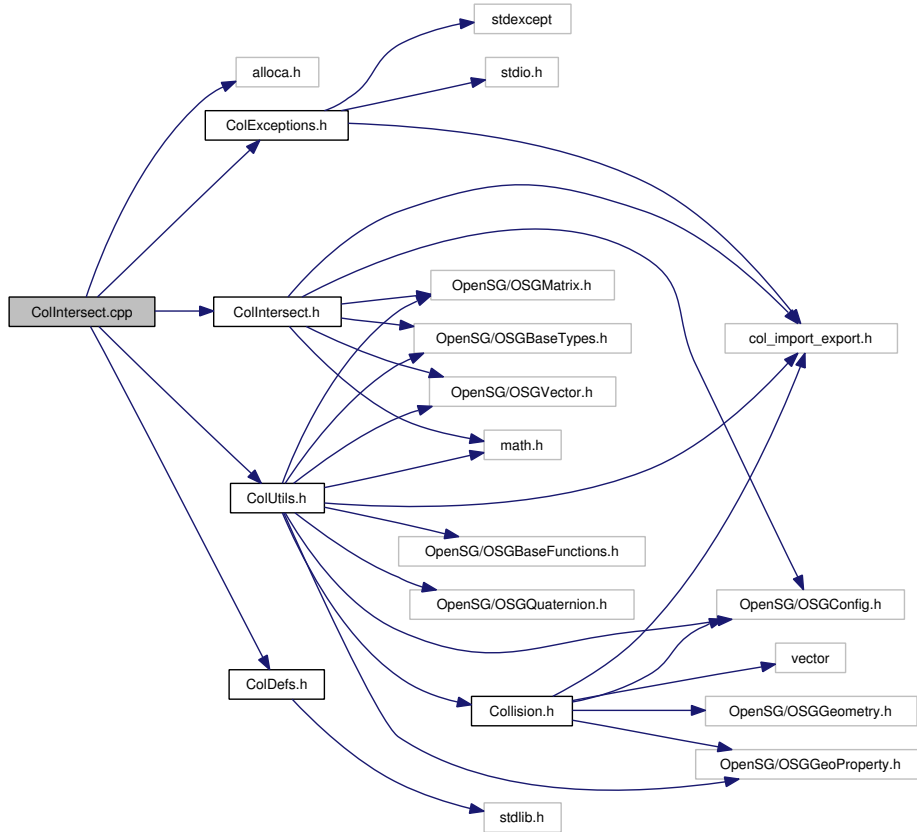 stdexcept
alloca.h
stdio.h
ColExceptions.h
OpenSG/OSGMatrix.h
ColIntersect.cpp
ColIntersect.h
OpenSG/OSGBaseTypes.h
col_import_export.h
OpenSG/OSGVector.h
math.h
ColUtils.h
OpenSG/OSGBaseFunctions.h
OpenSG/OSGQuaternion.h
OpenSG/OSGConfig.h
vector
ColDefs.h
Collision.h
OpenSG/OSGGeometry.h
OpenSG/OSGGeoProperty.h
stdlib.h